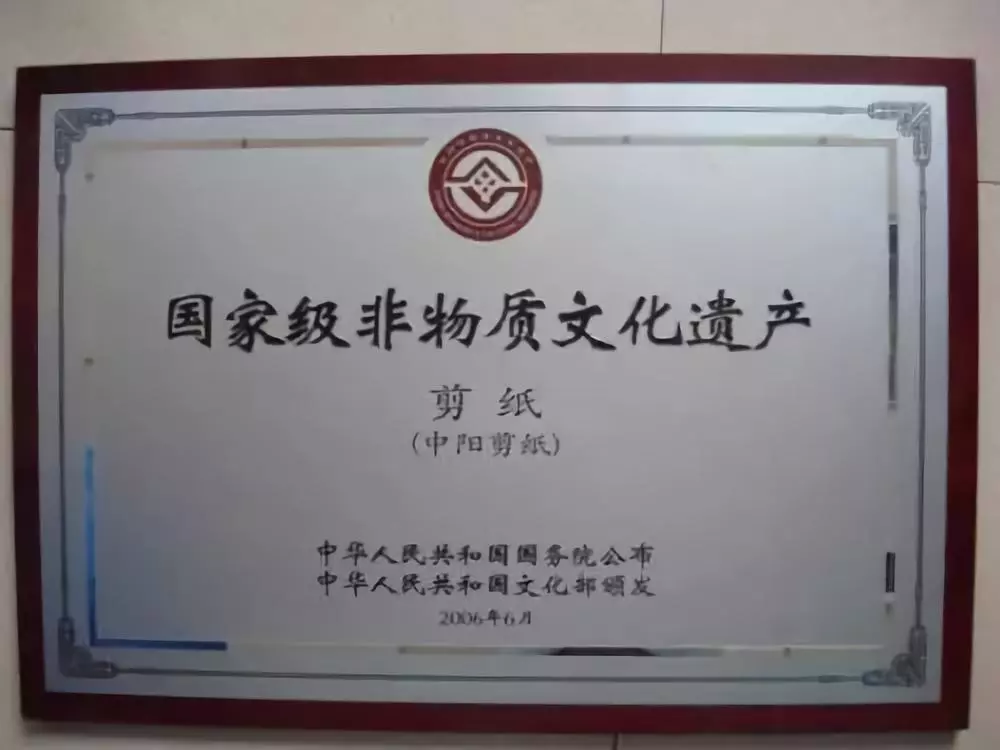 国家级非物质文化遗产
剪纸
(中阳剪纸)
中华人民共和国国务院公布
中华人民共和国文化部颁发
2006年6月